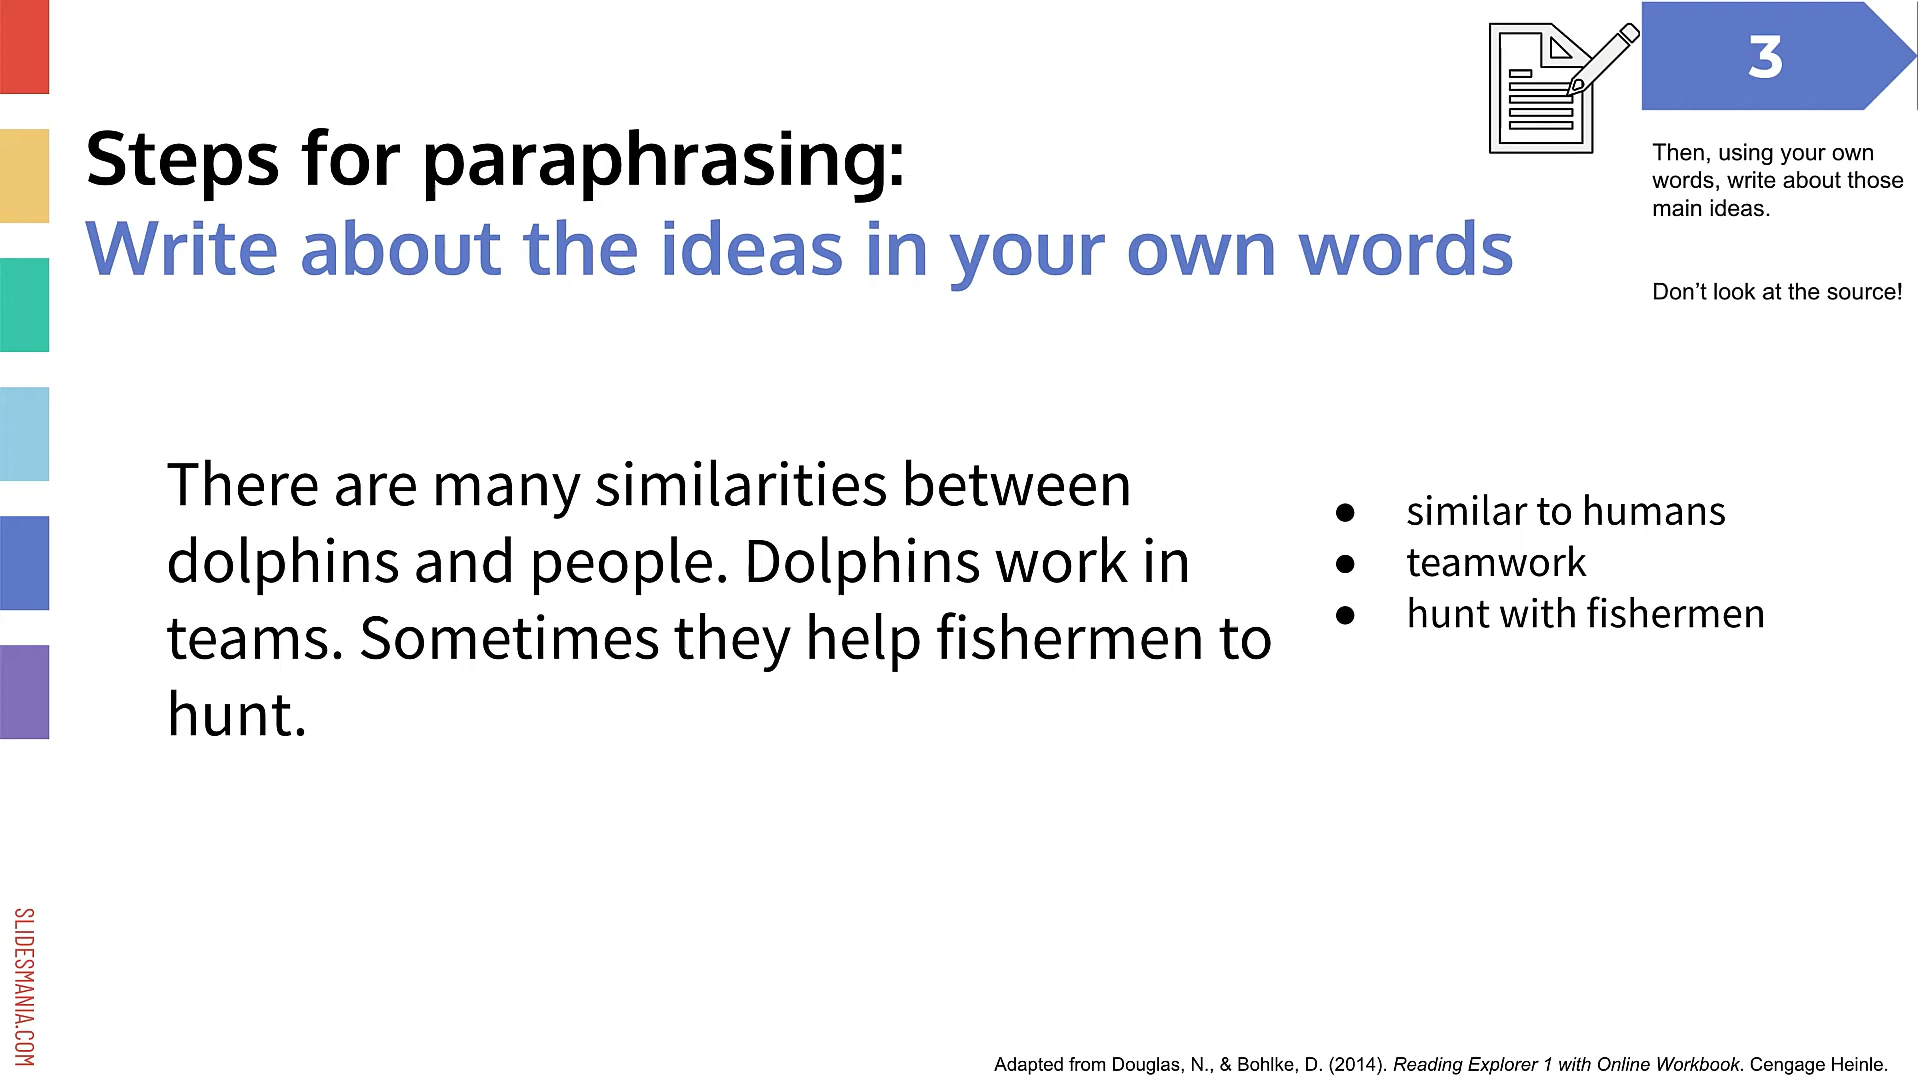 3
Then, using your own
words, write about those
main ideas.
Don’t look at the source!
Steps for paraphrasing:
Write about the ideas in your own words
There are many similarities between
dolphins and people. Dolphins work in
teams. Sometimes they help fishermen to
hunt.
● similar to humans
● teamwork
● hunt with fishermen
SLIDESMANIA.COM
Adapted from Douglas, N., & Bohlke, D. (2014). Reading Explorer 1 with Online Workbook. Cengage Heinle.